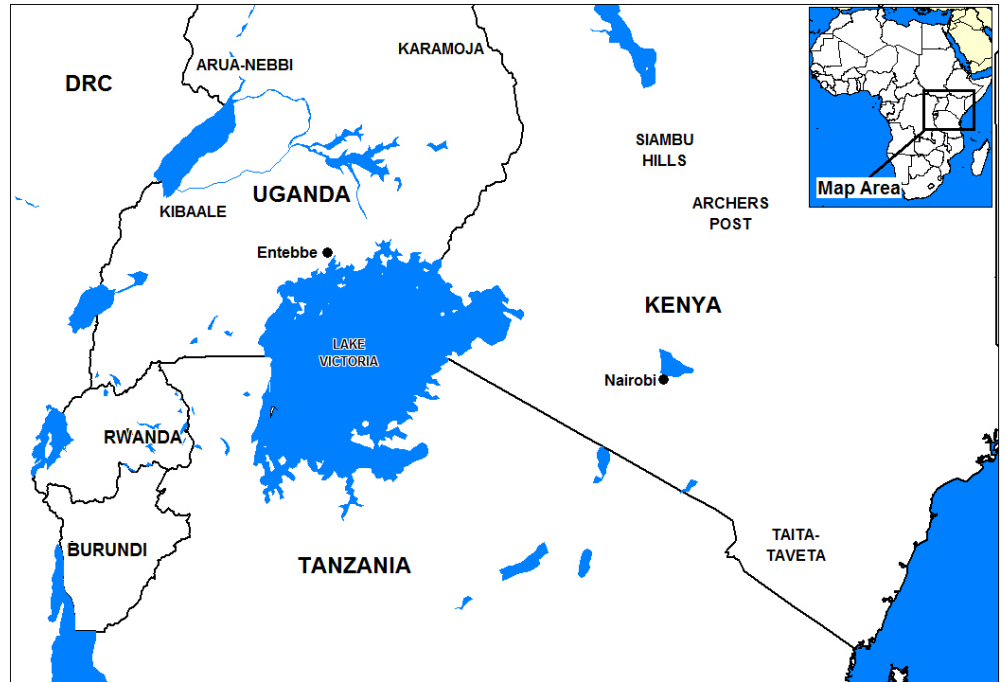 KARAMOJA
ARUA-NEBBI
DRC
SIAMBU
HILLS
Map Area
UGANDA
KIBAALE
ARCHERS
POST
Entebbe
KENYA
LAKE
VICTORIA
Nairobi
RWANDA
TAITA-
TAVETA
BURUNDI
TANZANIA